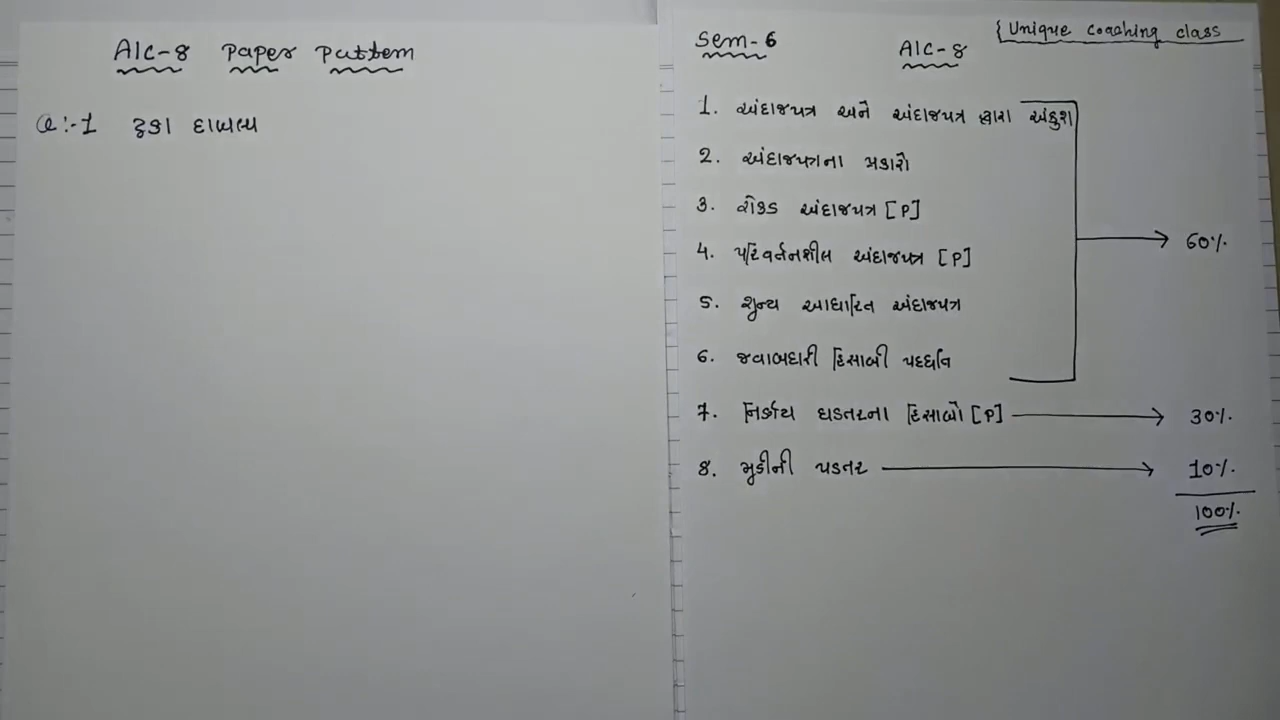 A/C-8 Paper Pattern
Q:-1 ટુંકા દાખલા
{ Unique coaching class
Sem-6 A/C-8
1. અંદાજપત્ર અને અંદાજપત્ર દ્વારા અંકુશ
2. અંદાજપત્રના પ્રકારો
3. રોકડ અંદાજપત્ર [P]
4. પરિવર્તનશીલ અંદાજપત્ર [P]
5. શુન્ય આધારિત અંદાજપત્ર
6. જવાબદારી હિસાબી પદ્ધતિ
60%
7. નિર્ણય ઘડતરના હિસાબો [P] 30%
8. મુડીની પડતર 10%
100%